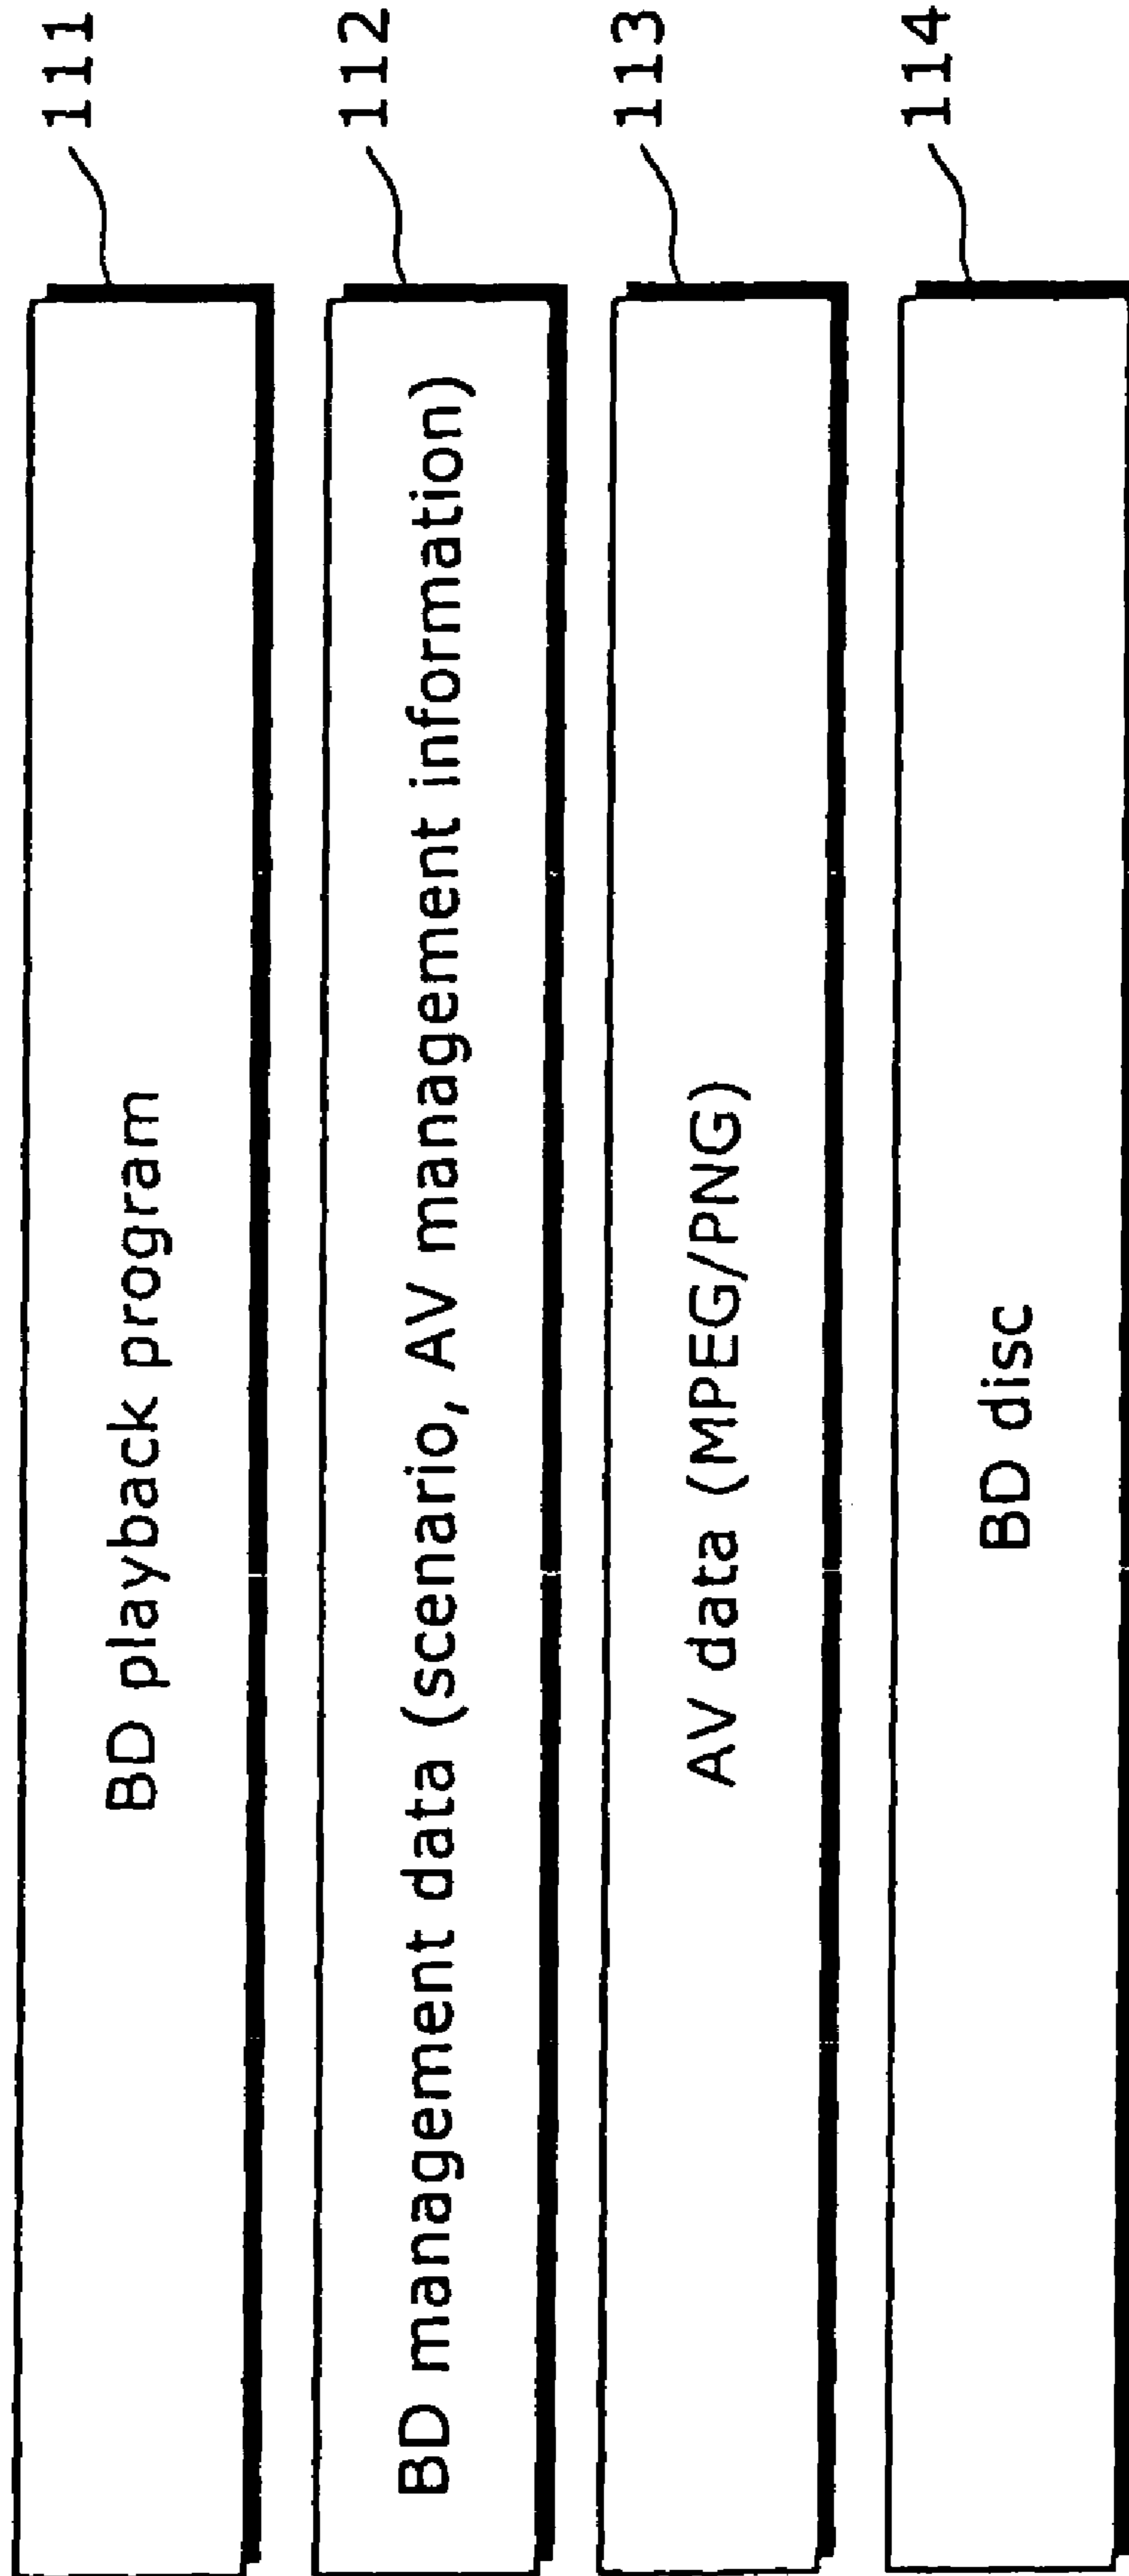 BD playback program 111
BD management data (scenario, AV management information) 112
AV data (MPEG/PNG) 113
BD disc 114